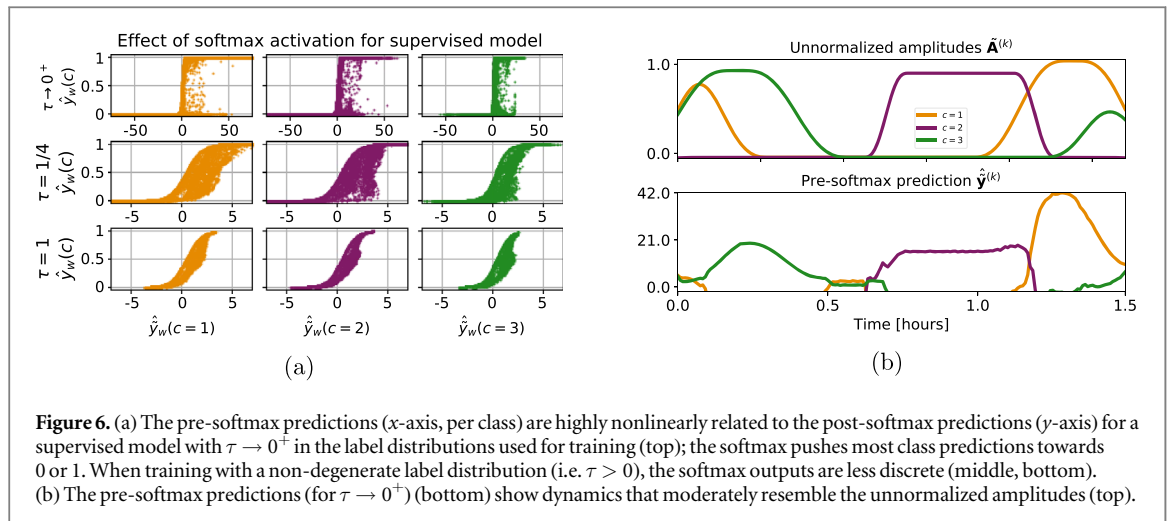 Effect of softmax activation for supervised model
τ → 0⁺
ŷ_w(c)
1
0.5
0
-50 0 50
-50 0 50
-50 0 50
τ = 1/4
ŷ_w(c)
1
0.5
0
-5 0 5
-5 0 5
-5 0 5
τ = 1
ŷ_w(c)
1
0.5
0
-5 0 5
-5 0 5
-5 0 5
ŷ̃_w(c = 1) ŷ̃_w(c = 2) ŷ̃_w(c = 3)
(a)
Unnormalized amplitudes Ã^(k)
1.0
0.0
c = 1
c = 2
c = 3
Pre-softmax prediction ŷ̃^(k)
42.0
21.0
0.0
0.0 0.5 1.0 1.5
Time [hours]
(b)
Figure 6. (a) The pre-softmax predictions (x-axis, per class) are highly nonlinearly related to the post-softmax predictions (y-axis) for a
supervised model with τ → 0⁺ in the label distributions used for training (top); the softmax pushes most class predictions towards
0 or 1. When training with a non-degenerate label distribution (i.e. τ > 0), the softmax outputs are less discrete (middle, bottom).
(b) The pre-softmax predictions (for τ → 0⁺) (bottom) show dynamics that moderately resemble the unnormalized amplitudes (top).